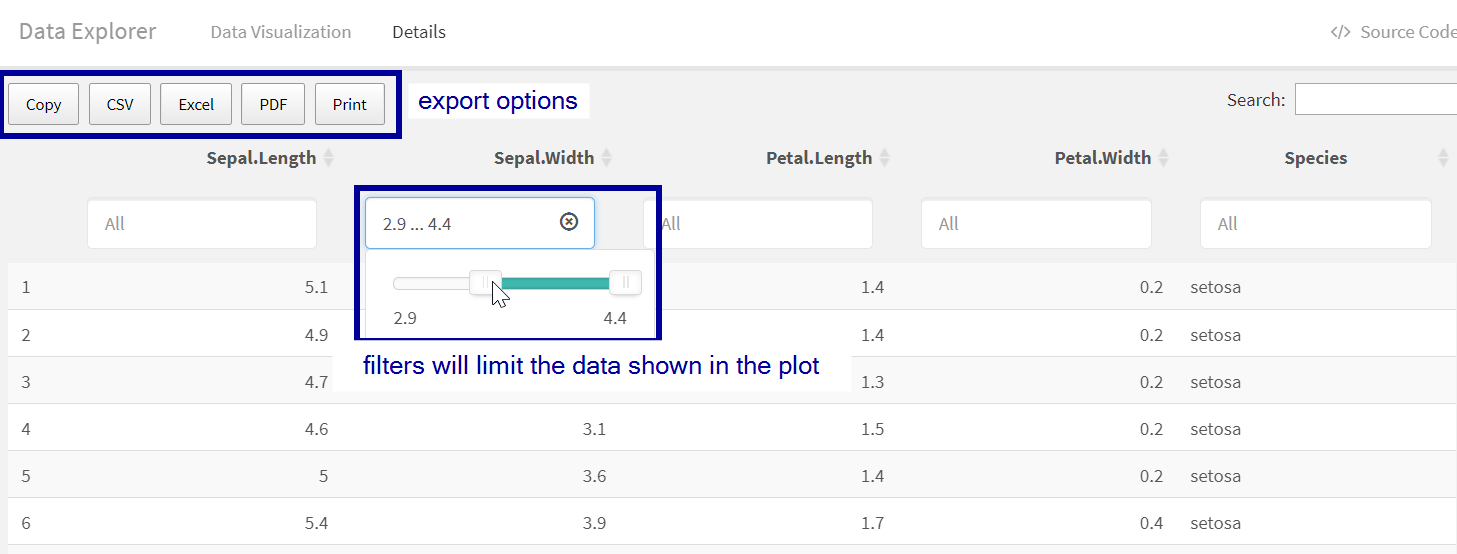 Data Explorer Data Visualization Details </> Source Code
Copy CSV Excel PDF Print export options Search:
Sepal.Length Sepal.Width Petal.Length Petal.Width Species
All 2.9 ... 4.4 All All All
1 5.1 1.4 0.2 setosa
2.9 4.4
2 4.9 1.4 0.2 setosa
filters will limit the data shown in the plot
3 4.7 1.3 0.2 setosa
4 4.6 3.1 1.5 0.2 setosa
5 5 3.6 1.4 0.2 setosa
6 5.4 3.9 1.7 0.4 setosa